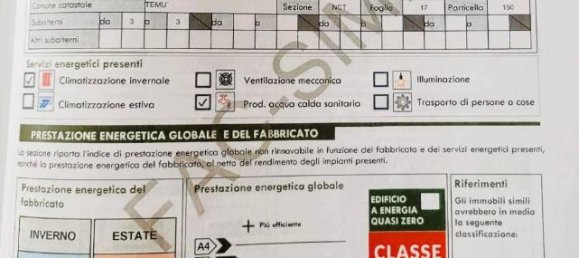 Comune catastale TEMU' Sezione NCT Foglio 17 Particella 150
Subalterni da 3 a 3 da a da a da a
Altri subalterni
Servizi energetici presenti
Climatizzazione invernale Ventilazione meccanica Illuminazione
Climatizzazione estiva Prod. acqua calda sanitaria Trasporto di persone o cose
PRESTAZIONE ENERGETICA GLOBALE E DEL FABBRICATO
La sezione riporta l'indice di prestazione energetica globale non rinnovabile in funzione del fabbricato e dei servizi energetici presenti,
nonché la prestazione energetica del fabbricato, al netto del rendimento degli impianti presenti.
Prestazione energetica del fabbricato
Prestazione energetica globale
Riferimenti
Gli immobili simili
avrebbero in media
la seguente
classificazione:
EDIFICIO
A ENERGIA
QUASI ZERO
CLASSE
+ Più efficiente
A4
INVERNO ESTATE
FAC-SIM